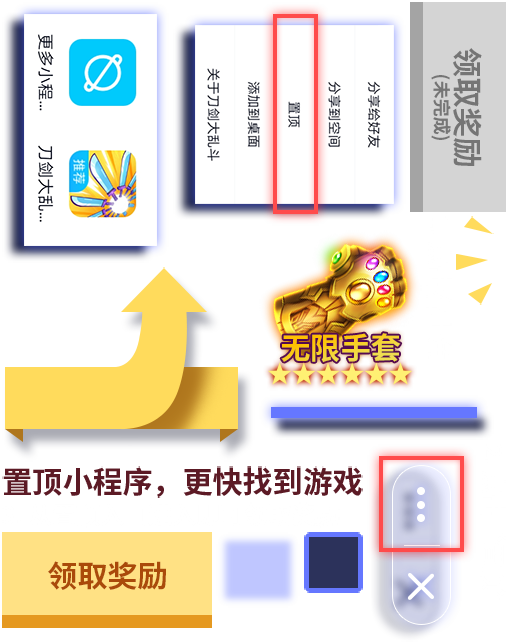 更多小程...
刀剑大乱...
推荐
分享给好友
分享到空间
置顶
添加到桌面
关于刀剑大乱斗
领取奖励
(未完成)
无限手套
置顶小程序，更快找到游戏
领取奖励